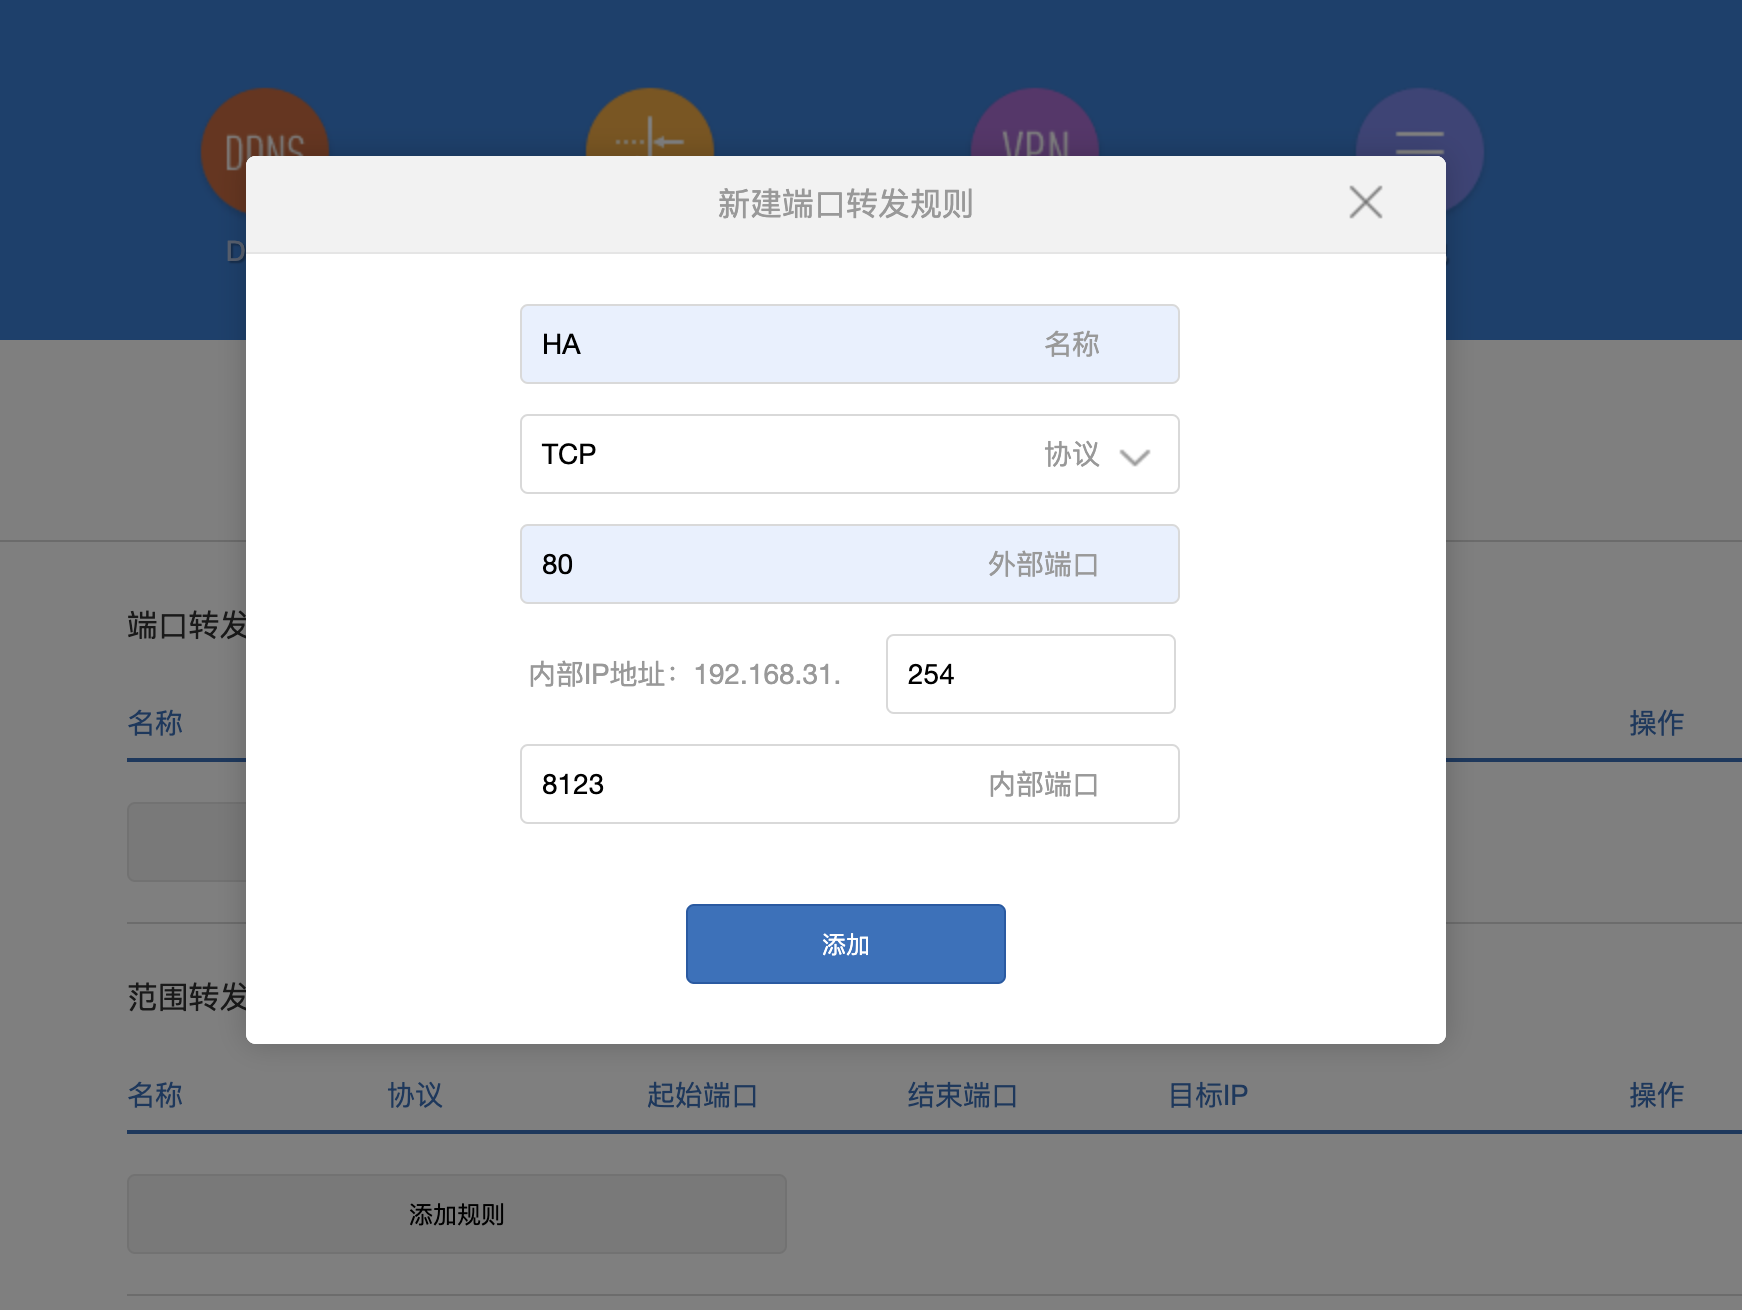 DDNS
VPN
D
新建端口转发规则
HA 名称
TCP 协议
80 外部端口
内部IP地址：192.168.31. 254
8123 内部端口
添加
端口转发
名称 操作
范围转发
名称 协议 起始端口 结束端口 目标IP 操作
添加规则